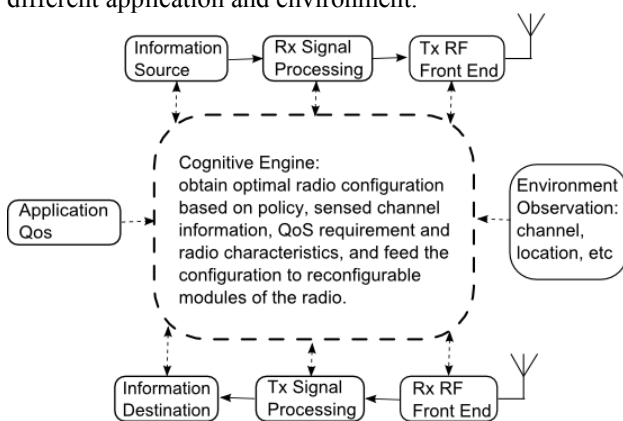 different application and environment.
Information
Source
Rx Signal
Processing
Tx RF
Front End
Cognitive Engine:
obtain optimal radio configuration
based on policy, sensed channel
information, QoS requirement and
radio characteristics, and feed the
configuration to reconfigurable
modules of the radio.
Application
Qos
Environment
Observation:
channel,
location, etc
Information
Destination
Tx Signal
Processing
Rx RF
Front End